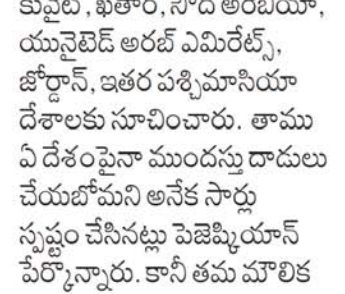 కువైట్, ఖతార్, సౌదీ అరేబియా,
యునైటెడ్ అరబ్ ఎమిరేట్స్,
జోర్డాన్, ఇతర పశ్చిమాసియా
దేశాలకు సూచించారు. తాము
ఏ దేశంపైనా ముందస్తు దాడులు
చేయబోమని అనేక సార్లు
స్పష్టం చేసినట్లు పెజెష్కియాన్
పేర్కొన్నారు. కానీ తమ మౌలిక